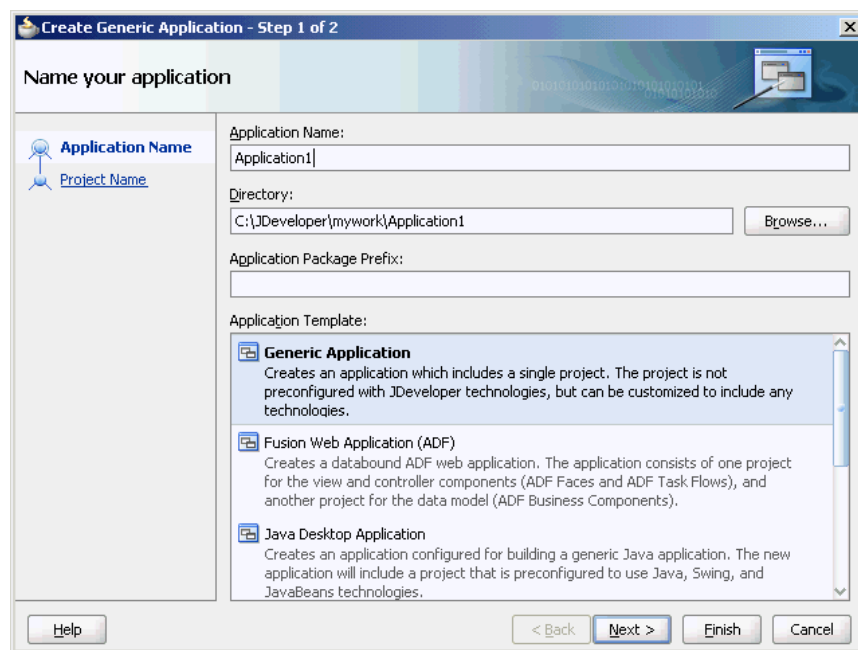 Create Generic Application - Step 1 of 2
Name your application
Application Name
Project Name
Application Name:
Application1
Directory:
C:\JDeveloper\mywork\Application1
Browse...
Application Package Prefix:
Application Template:
Generic Application
Creates an application which includes a single project. The project is not
preconfigured with JDeveloper technologies, but can be customized to include any
technologies.
Fusion Web Application (ADF)
Creates a databound ADF web application. The application consists of one project
for the view and controller components (ADF Faces and ADF Task Flows), and
another project for the data model (ADF Business Components).
Java Desktop Application
Creates an application configured for building a generic Java application. The new
application will include a project that is preconfigured to use Java, Swing, and
JavaBeans technologies.
Help
< Back
Next >
Finish
Cancel